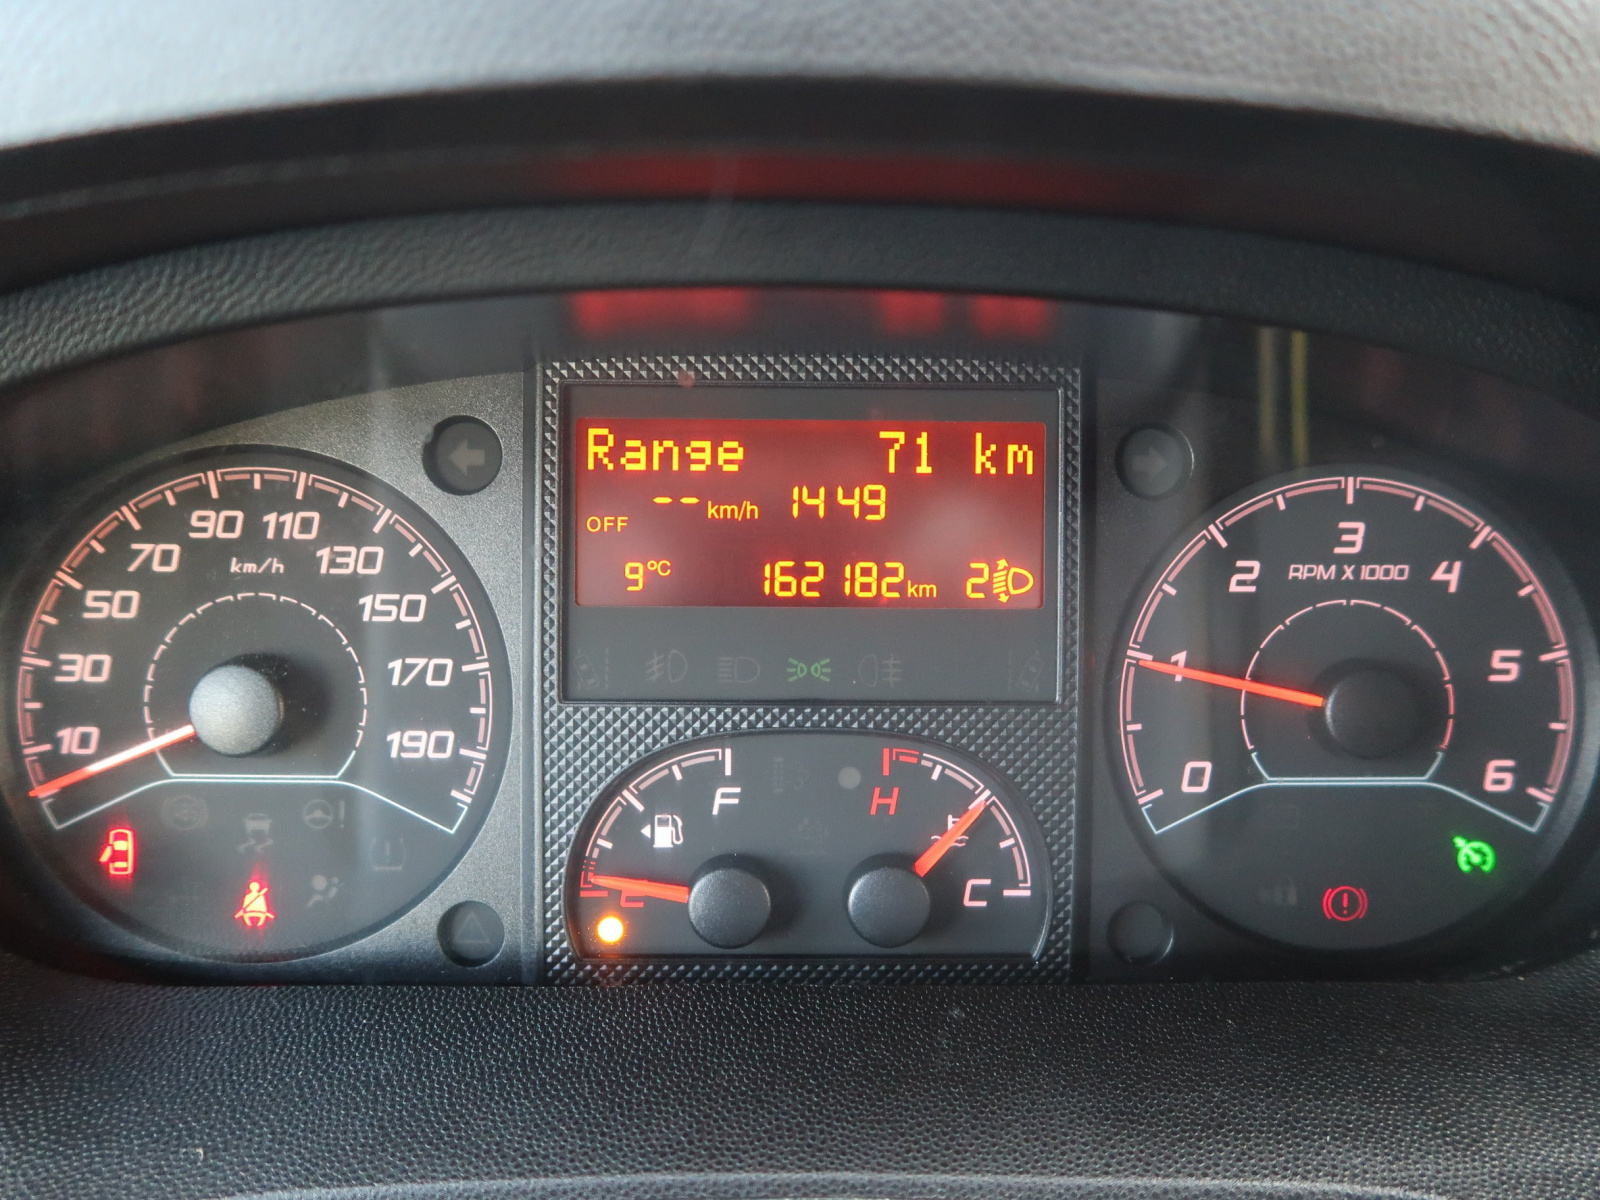 Range 71 km
-- km/h 14 49
OFF
9°C 162 182 km 2
10 30 50 70 90 110 130 150 170 190
km/h
0 1 2 3 4 5 6
RPM X 1000
F
E
H
C